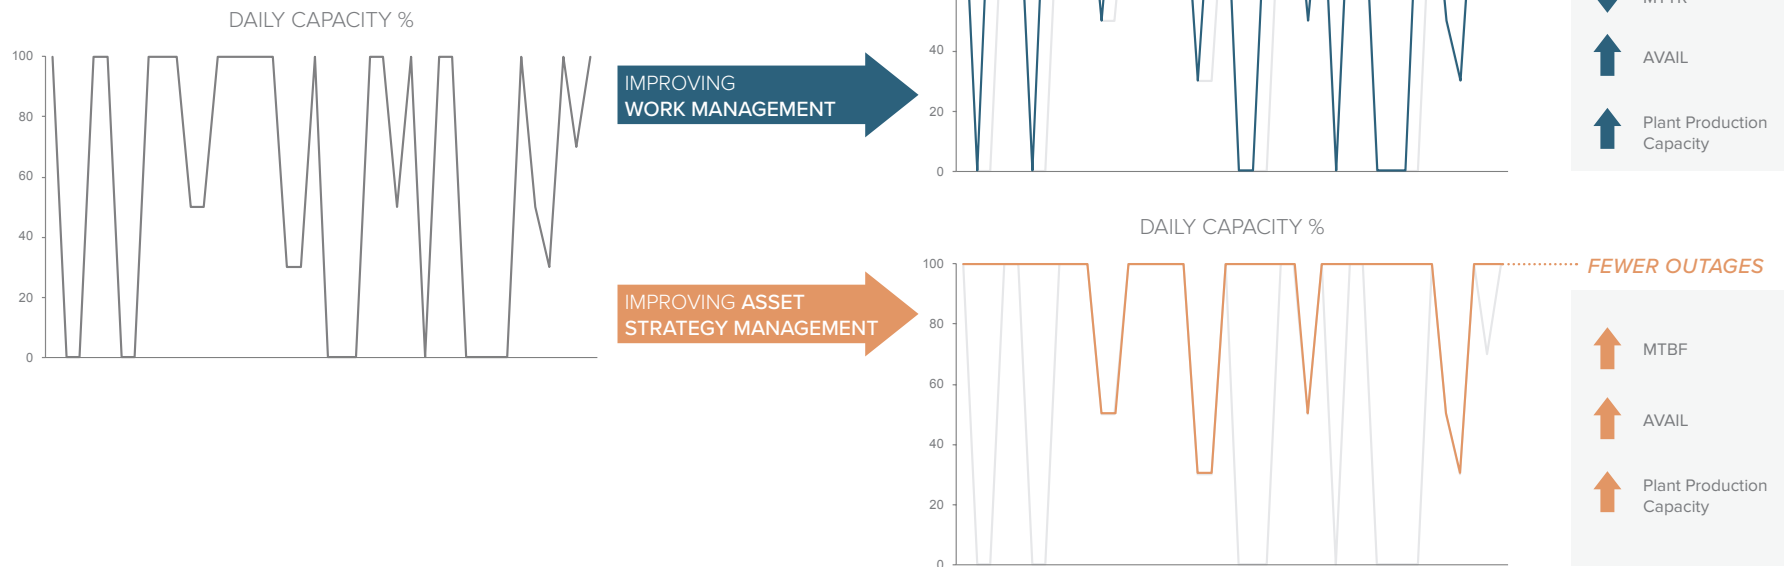 DAILY CAPACITY %
100
80
60
40
20
0
IMPROVING
WORK MANAGEMENT
IMPROVING ASSET
STRATEGY MANAGEMENT
40
20
0
AVAIL
Plant Production
Capacity
DAILY CAPACITY %
100
80
60
40
20
0
FEWER OUTAGES
MTBF
AVAIL
Plant Production
Capacity